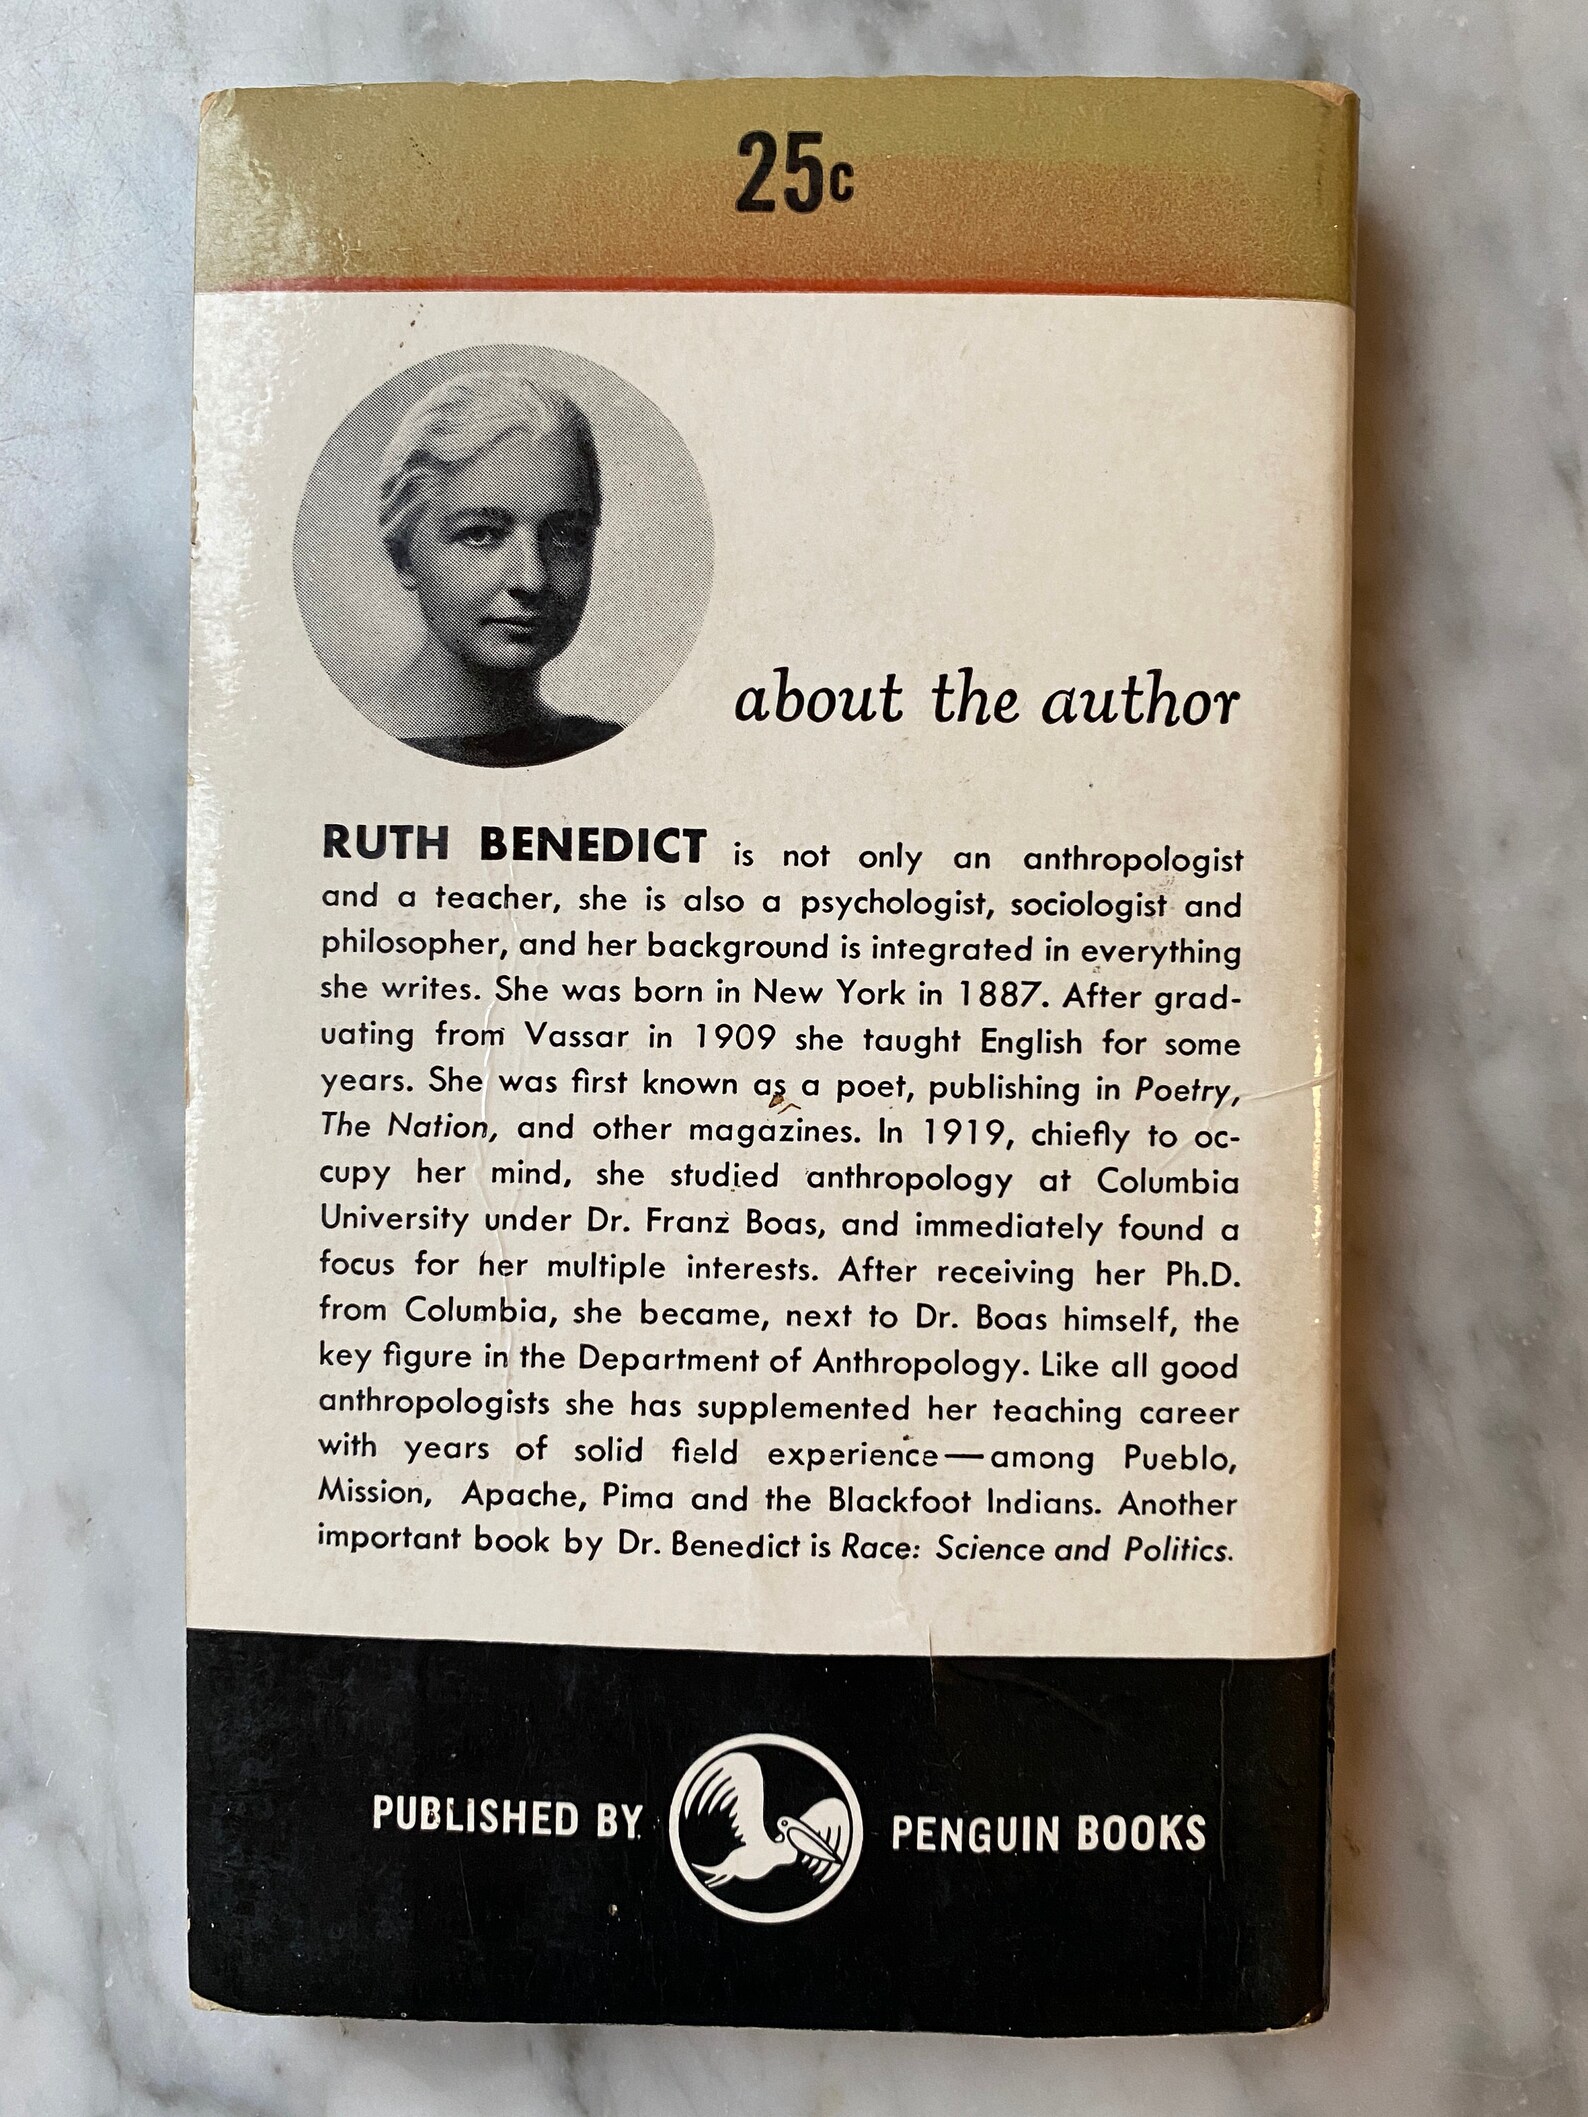 25c
about the author
RUTH BENEDICT is not only an anthropologist
and a teacher, she is also a psychologist, sociologist and
philosopher, and her background is integrated in everything
she writes. She was born in New York in 1887. After grad-
uating from Vassar in 1909 she taught English for some
years. She was first known as a poet, publishing in Poetry,
The Nation, and other magazines. In 1919, chiefly to oc-
cupy her mind, she studied anthropology at Columbia
University under Dr. Franz Boas, and immediately found a
focus for her multiple interests. After receiving her Ph.D.
from Columbia, she became, next to Dr. Boas himself, the
key figure in the Department of Anthropology. Like all good
anthropologists she has supplemented her teaching career
with years of solid field experience—among Pueblo,
Mission, Apache, Pima and the Blackfoot Indians. Another
important book by Dr. Benedict is Race: Science and Politics.
PUBLISHED BY PENGUIN BOOKS